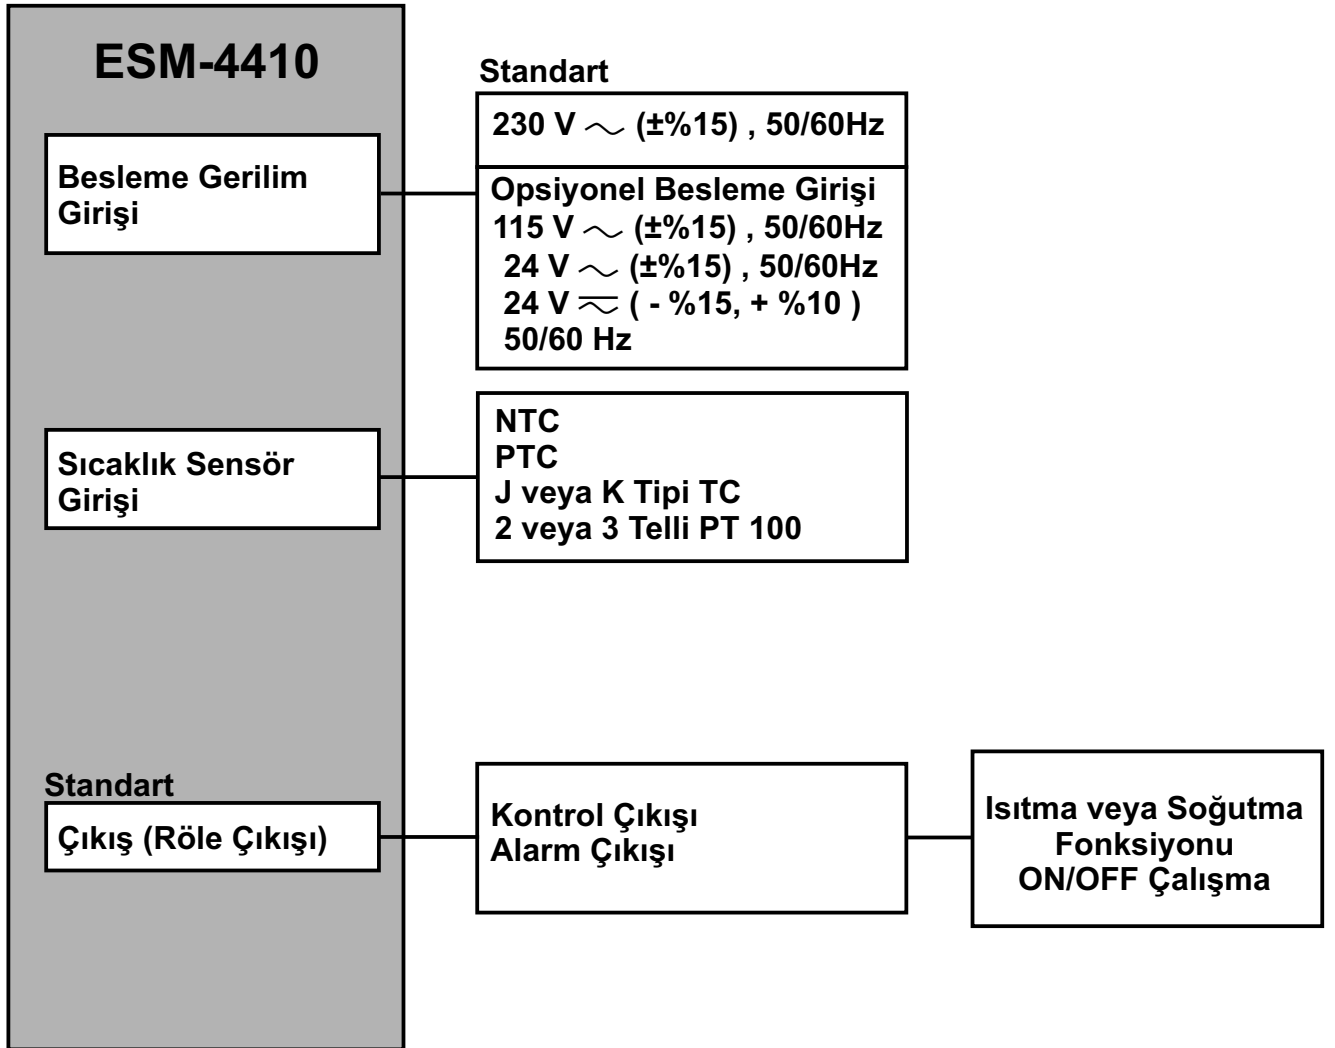 ESM-4410
Standart
230 V ~ (±%15) , 50/60Hz
Besleme Gerilim
Girişi
Opsiyonel Besleme Girişi
115 V ~ (±%15) , 50/60Hz
24 V ~ (±%15) , 50/60Hz
24 V ⏦ ( - %15, + %10 )
50/60 Hz
Sıcaklık Sensör
Girişi
NTC
PTC
J veya K Tipi TC
2 veya 3 Telli PT 100
Standart
Çıkış (Röle Çıkışı)
Kontrol Çıkışı
Alarm Çıkışı
Isıtma veya Soğutma
Fonksiyonu
ON/OFF Çalışma